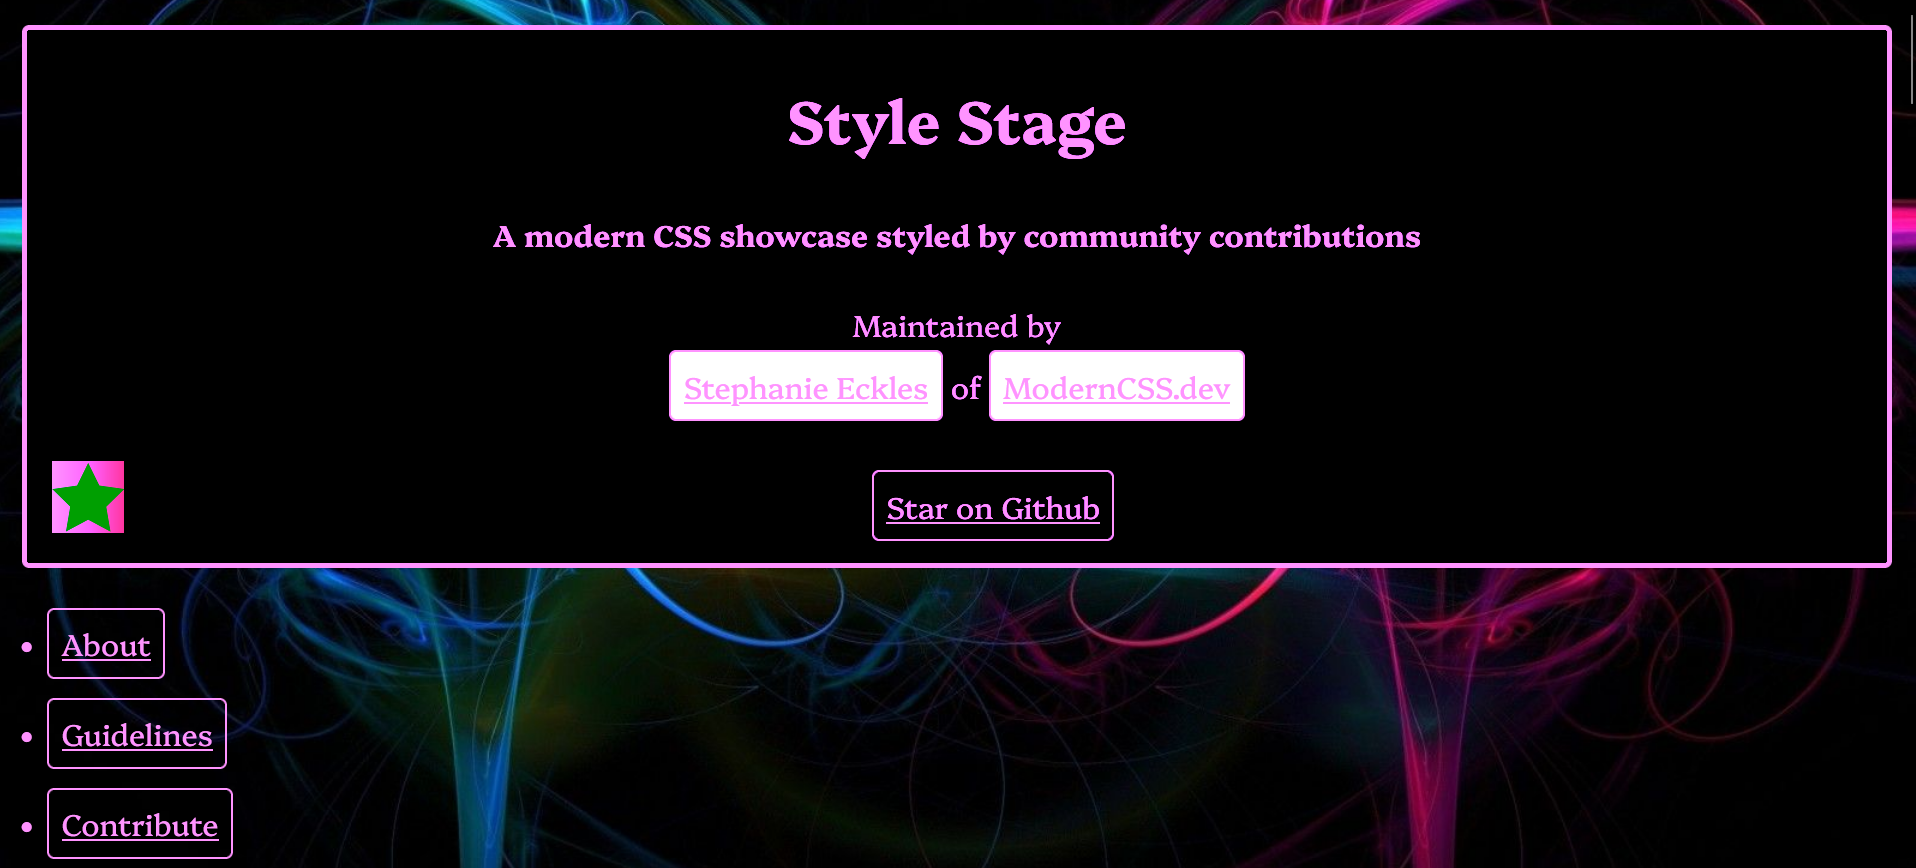 Style Stage
A modern CSS showcase styled by community contributions
Maintained by
Stephanie Eckles of ModernCSS.dev
Star on Github
About
Guidelines
Contribute